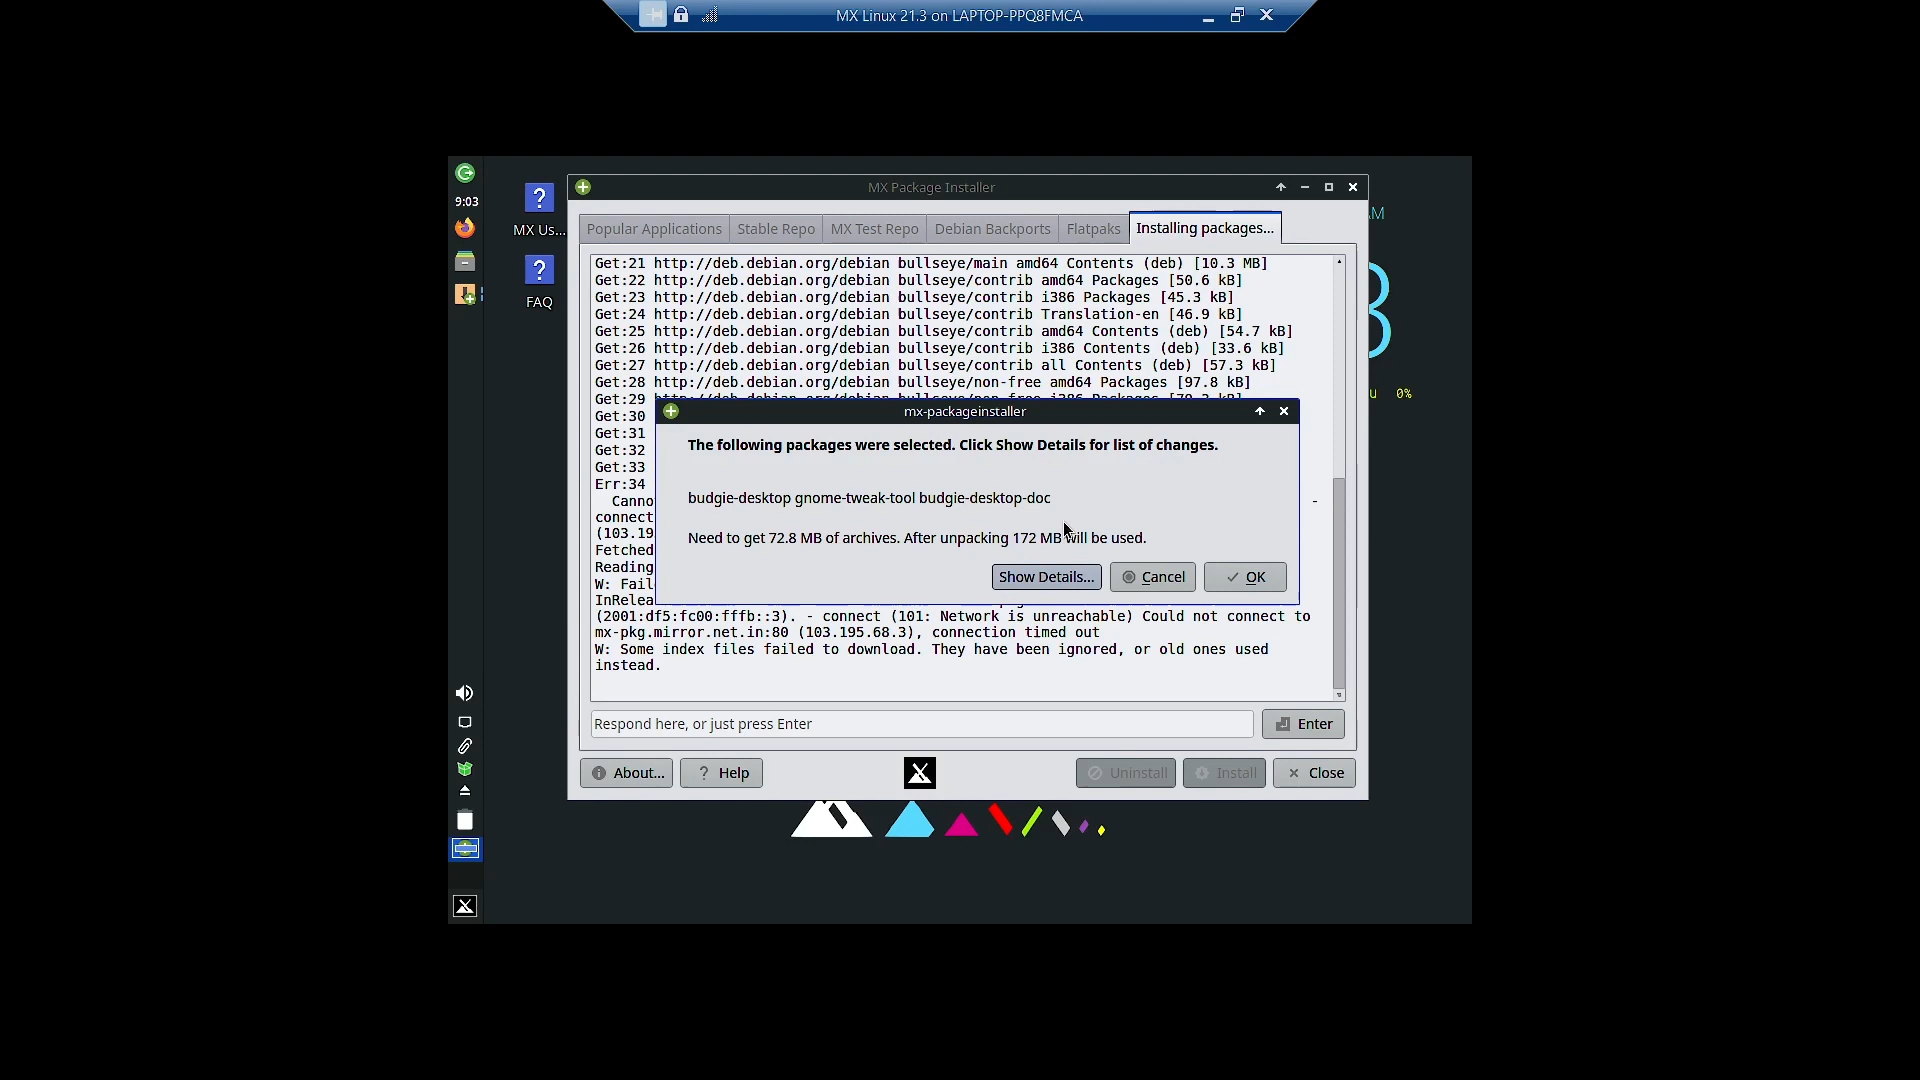 MX Linux 21.3 on LAPTOP-PPQ8FMCA
9:03
MX Us...
FAQ
AM
u 0%
MX Package Installer
Popular Applications
Stable Repo
MX Test Repo
Debian Backports
Flatpaks
Installing packages...
Get:21 http://deb.debian.org/debian bullseye/main amd64 Contents (deb) [10.3 MB]
Get:22 http://deb.debian.org/debian bullseye/contrib amd64 Packages [50.6 kB]
Get:23 http://deb.debian.org/debian bullseye/contrib i386 Packages [45.3 kB]
Get:24 http://deb.debian.org/debian bullseye/contrib Translation-en [46.9 kB]
Get:25 http://deb.debian.org/debian bullseye/contrib amd64 Contents (deb) [54.7 kB]
Get:26 http://deb.debian.org/debian bullseye/contrib i386 Contents (deb) [33.6 kB]
Get:27 http://deb.debian.org/debian bullseye/contrib all Contents (deb) [57.3 kB]
Get:28 http://deb.debian.org/debian bullseye/non-free amd64 Packages [97.8 kB]
Get:29
Get:30
Get:31
Get:32
Get:33
Err:34
Canno
-
connect
(103.19
Fetched
Reading
W: Fail
InRelea
(2001:df5:fc00:fffb::3). - connect (101: Network is unreachable) Could not connect to
mx-pkg.mirror.net.in:80 (103.195.68.3), connection timed out
W: Some index files failed to download. They have been ignored, or old ones used
instead.
mx-packageinstaller
The following packages were selected. Click Show Details for list of changes.
budgie-desktop gnome-tweak-tool budgie-desktop-doc
Need to get 72.8 MB of archives. After unpacking 172 MB will be used.
Show Details...
Cancel
OK
Respond here, or just press Enter
Enter
About...
Help
Uninstall
Install
Close